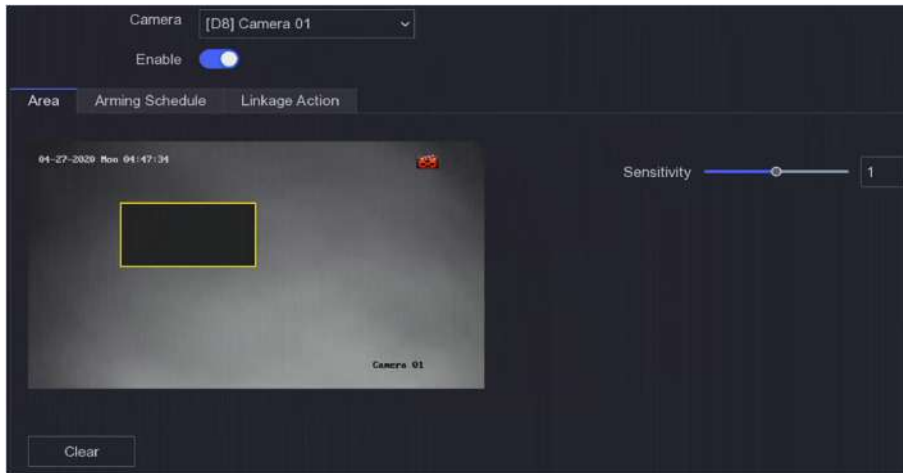 Camera [D8] Camera 01
Enable
Area Arming Schedule Linkage Action
04-27-2020 Mon 04:47:34
Sensitivity 1
Camera 01
Clear